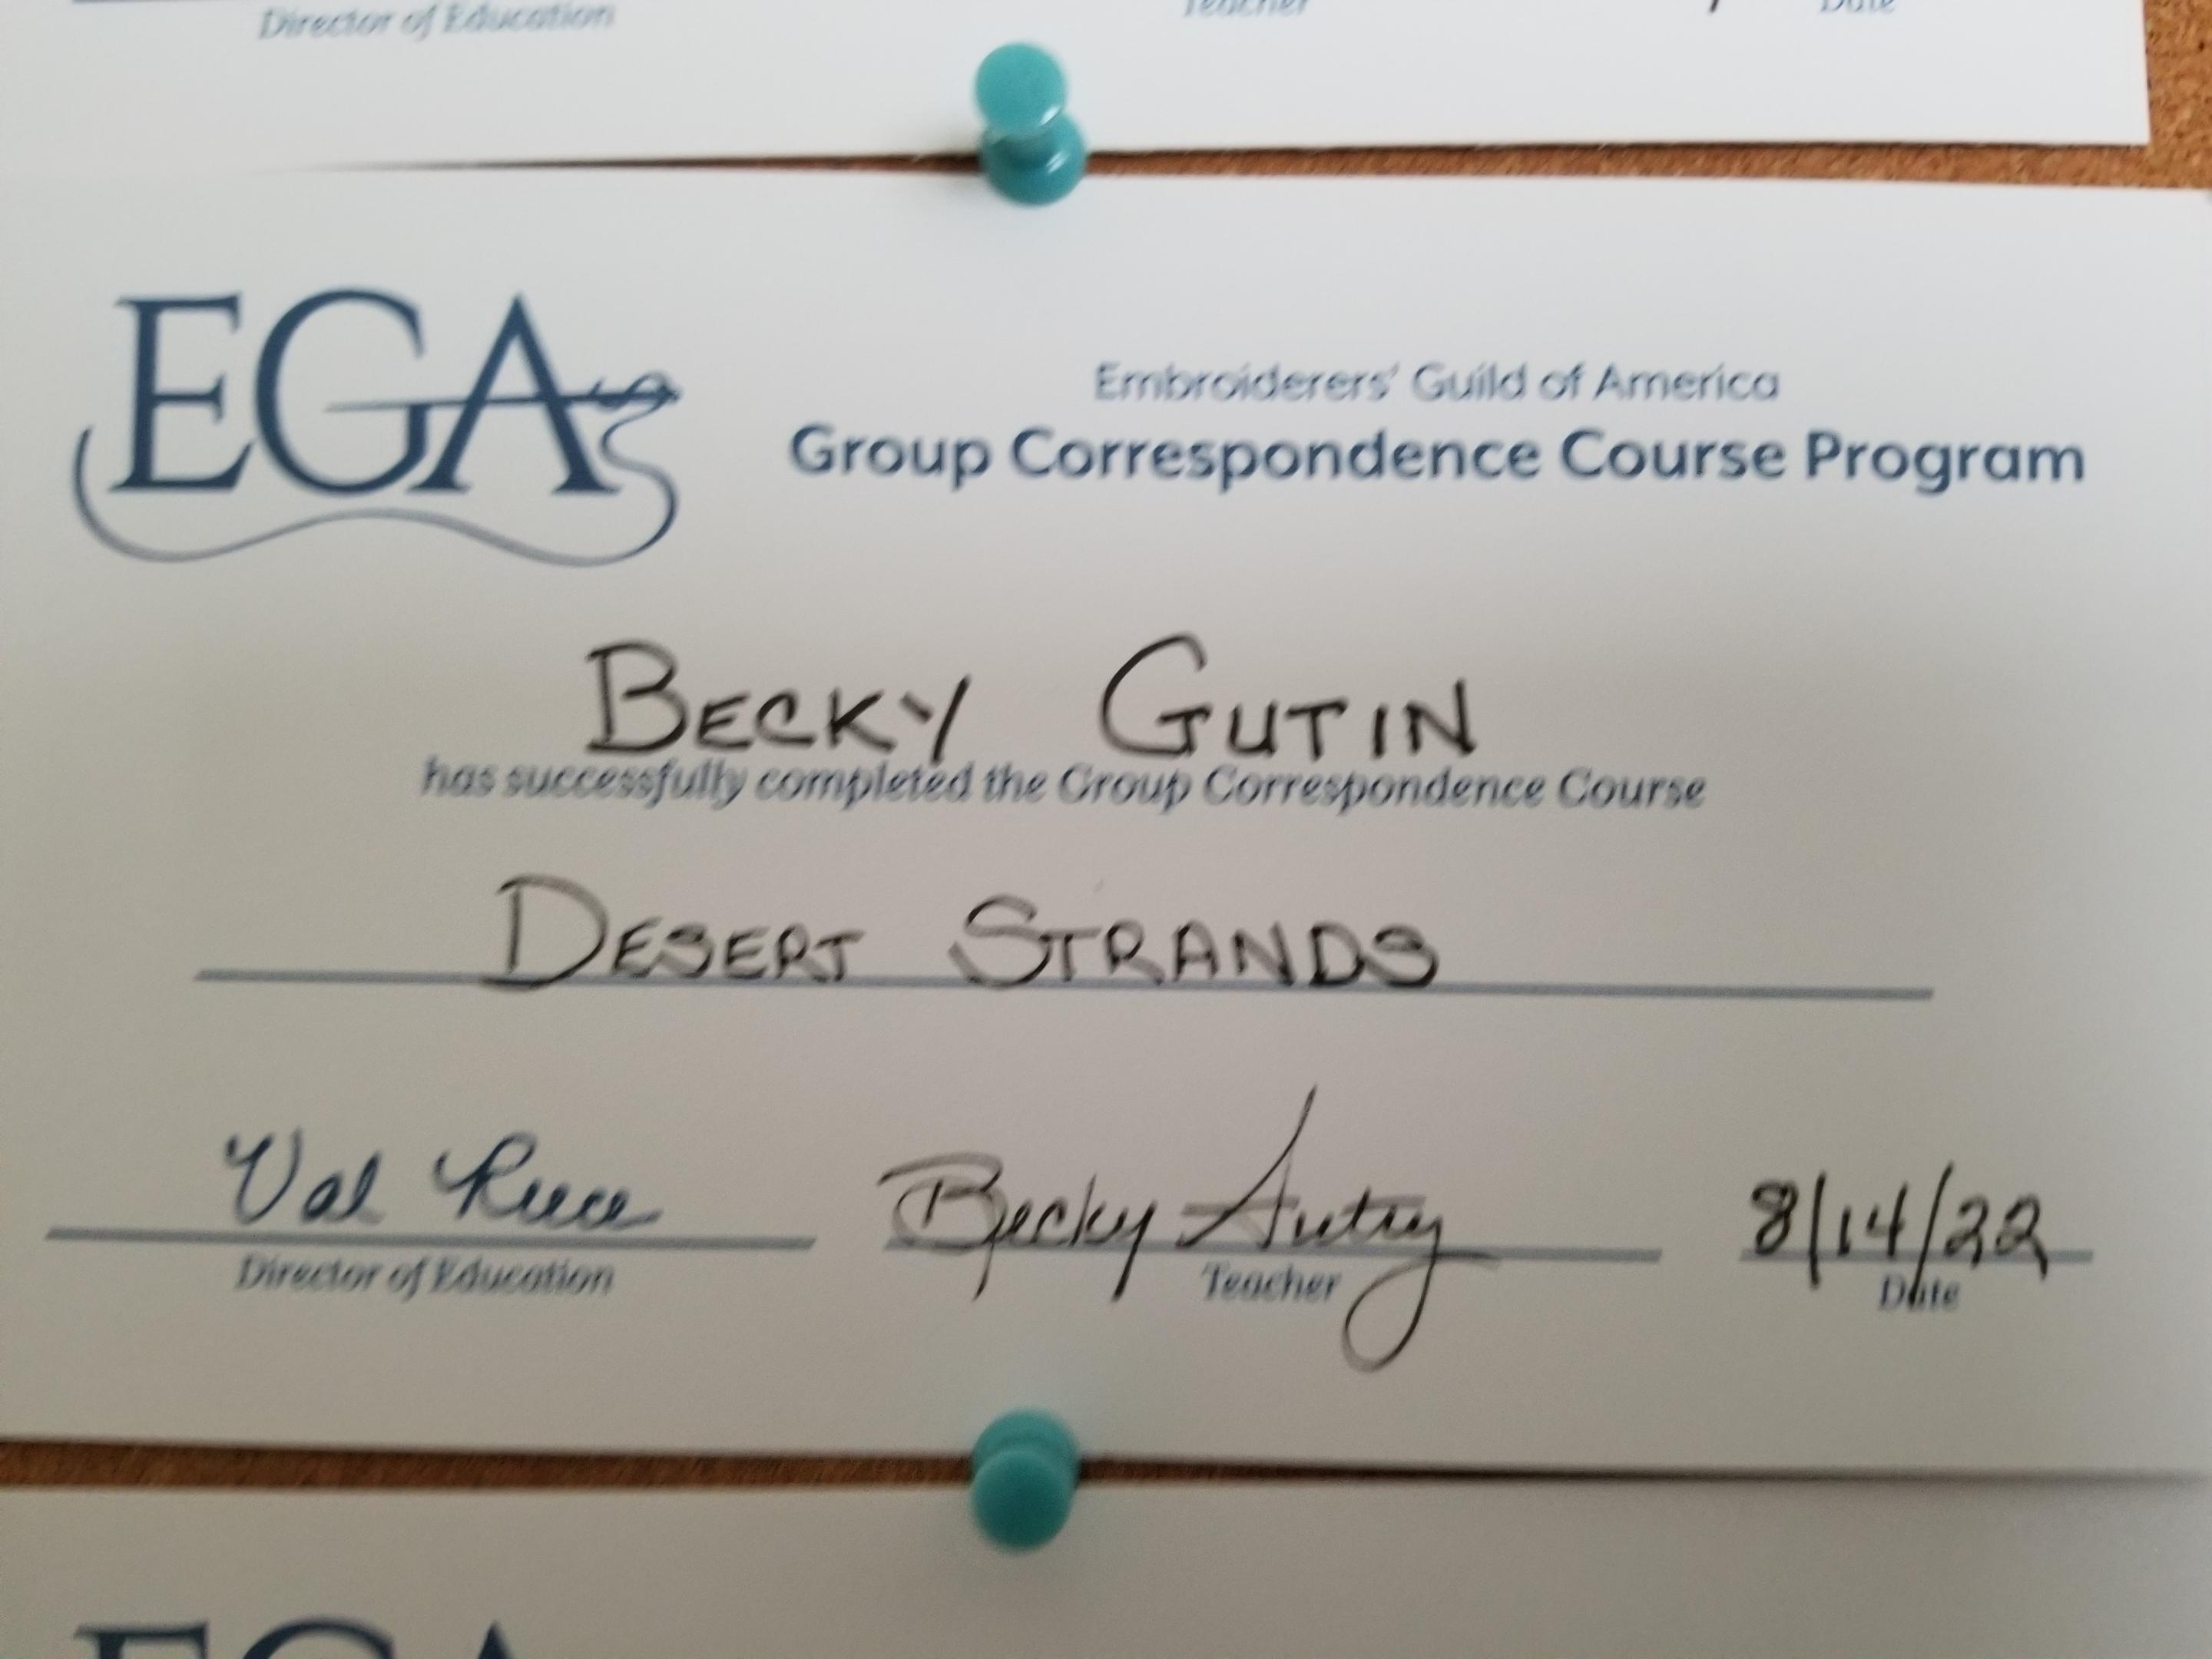 Director of Education Teacher Date
EGA
Embroiderers' Guild of America
Group Correspondence Course Program
BECKY GUTIN
has successfully completed the Group Correspondence Course
DESERT STRANDS
Val Becky Autry 8/14/22
Director of Education Teacher Date
EGA